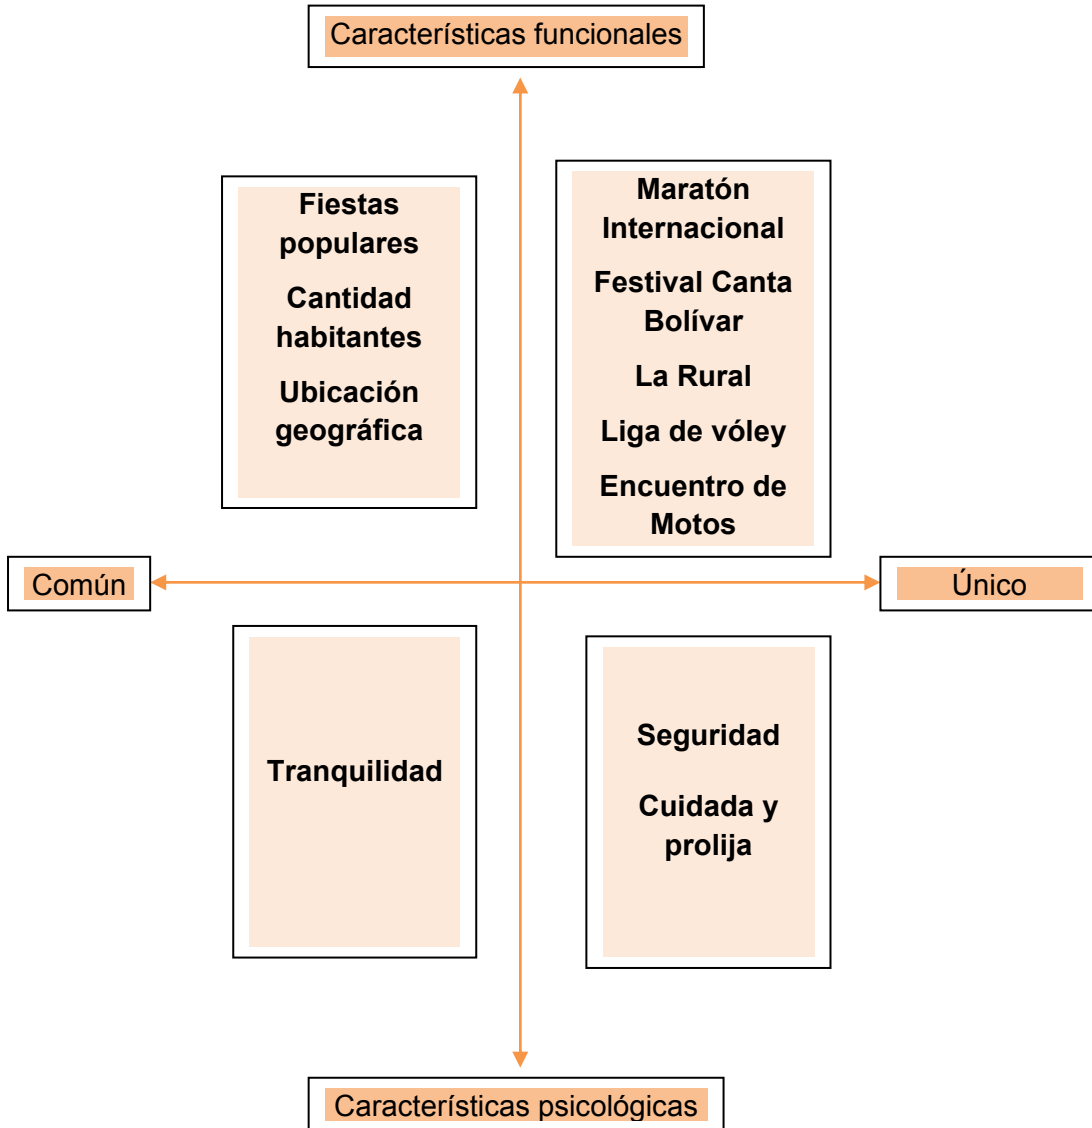 Características funcionales
Fiestas
populares
Cantidad
habitantes
Ubicación
geográfica
Maratón
Internacional
Festival Canta
Bolívar
La Rural
Liga de vóley
Encuentro de
Motos
Común
Único
Tranquilidad
Seguridad
Cuidada y
prolija
Características psicológicas